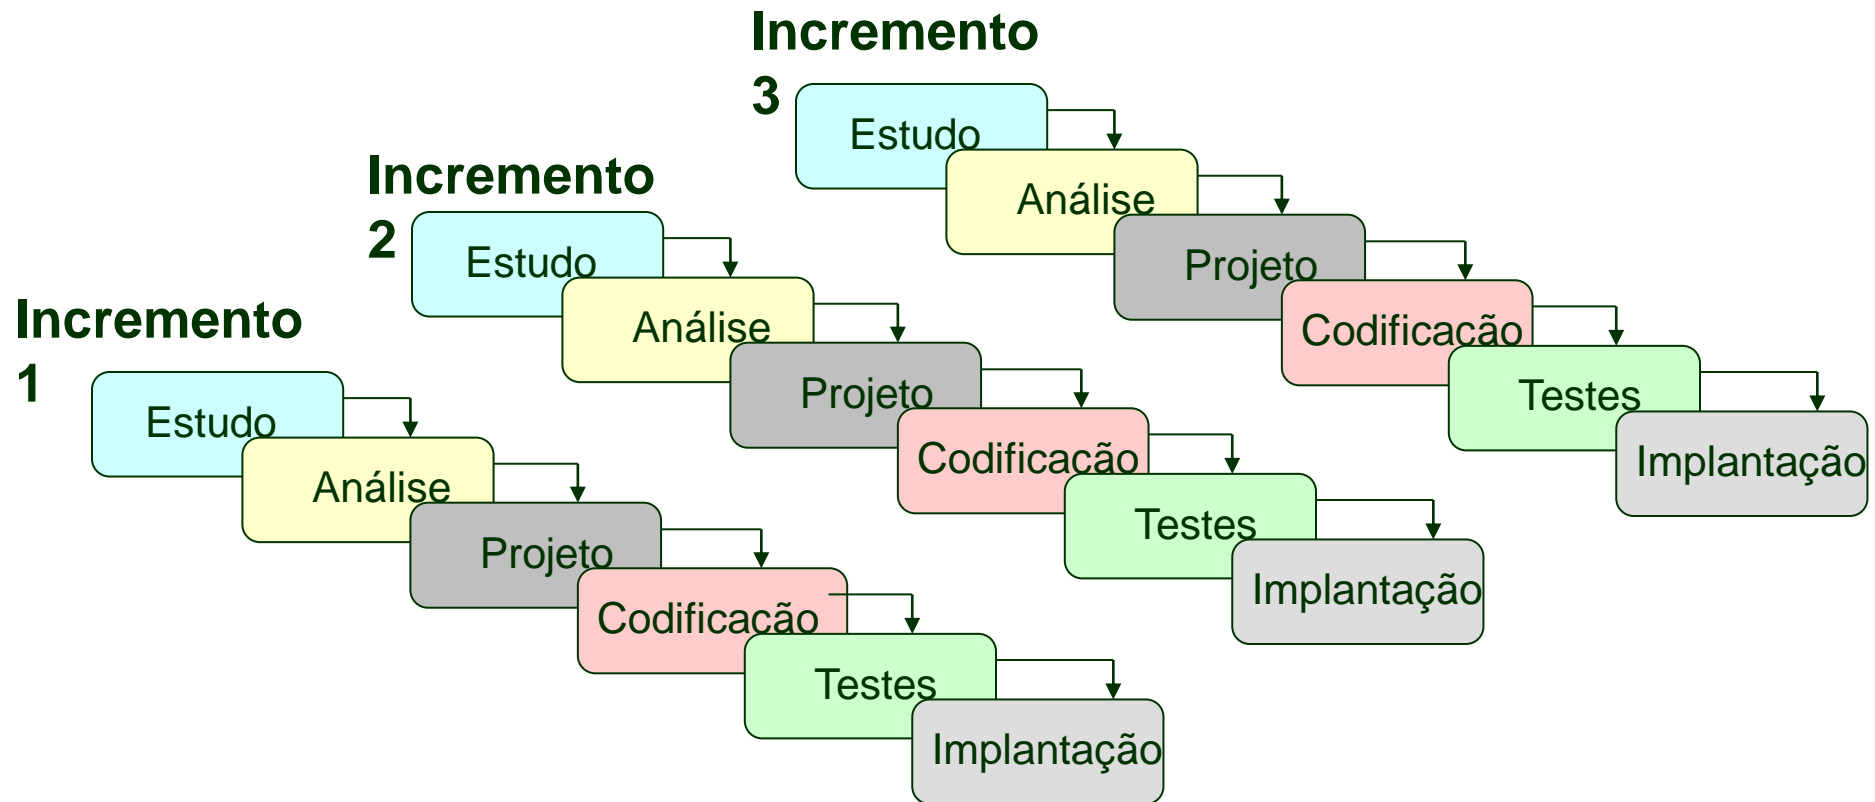 Incremento
1
Estudo
Análise
Projeto
Codificação
Testes
Implantação
Incremento
2
Estudo
Análise
Projeto
Codificação
Testes
Implantação
Incremento
3
Estudo
Análise
Projeto
Codificação
Testes
Implantação